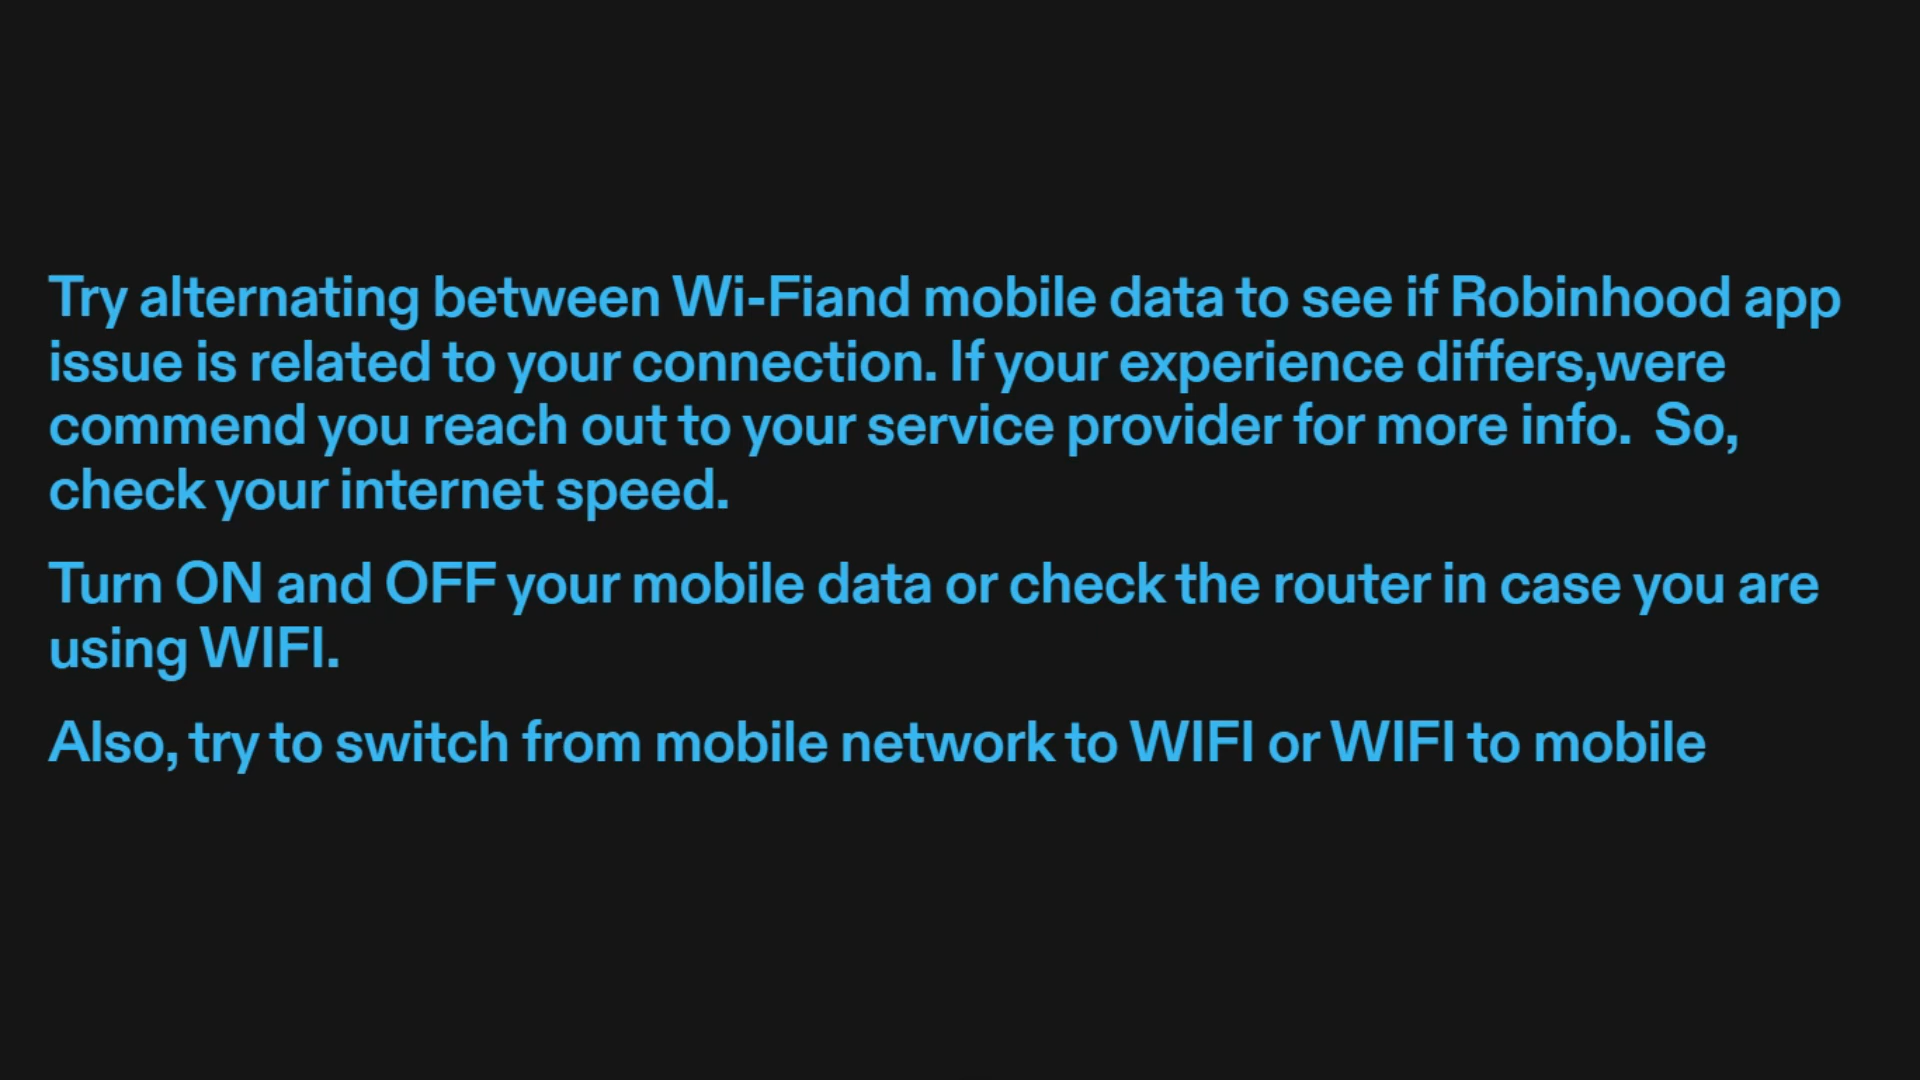 Try alternating between Wi-Fiand mobile data to see if Robinhood app
issue is related to your connection. If your experience differs,were
commend you reach out to your service provider for more info.  So,
check your internet speed.
Turn ON and OFF your mobile data or check the router in case you are
using WIFI.
Also, try to switch from mobile network to WIFI or WIFI to mobile